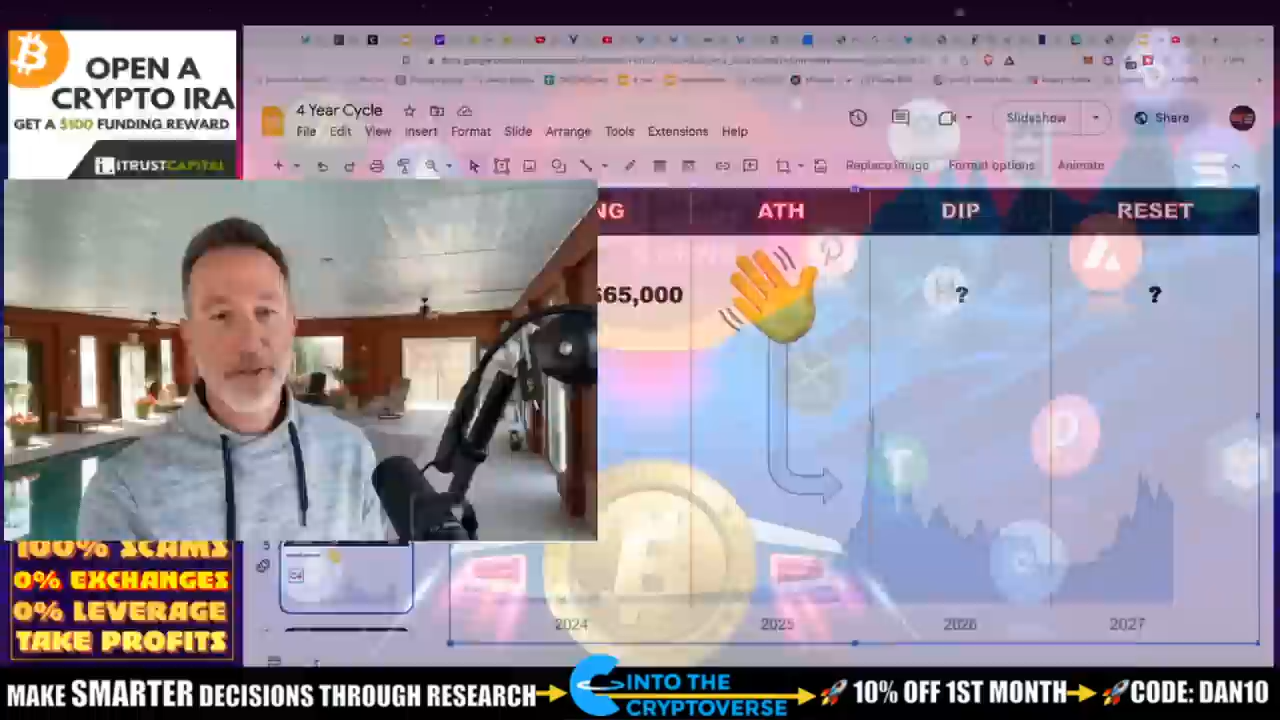 OPEN A
CRYPTO IRA
GET A $100 FUNDING REWARD
iTRUSTCAPITAL
4 Year Cycle
File Edit View Insert Format Slide Arrange Tools Extensions Help
Slideshow
Share
Replace image Format options Animate
NG ATH DIP RESET
665,000 ? ?
100% SCAMS
0% EXCHANGES
0% LEVERAGE
TAKE PROFITS
5
2024 2025 2026 2027
MAKE SMARTER DECISIONS THROUGH RESEARCH
INTO THE
CRYPTOVERSE
10% OFF 1ST MONTH
CODE: DAN10